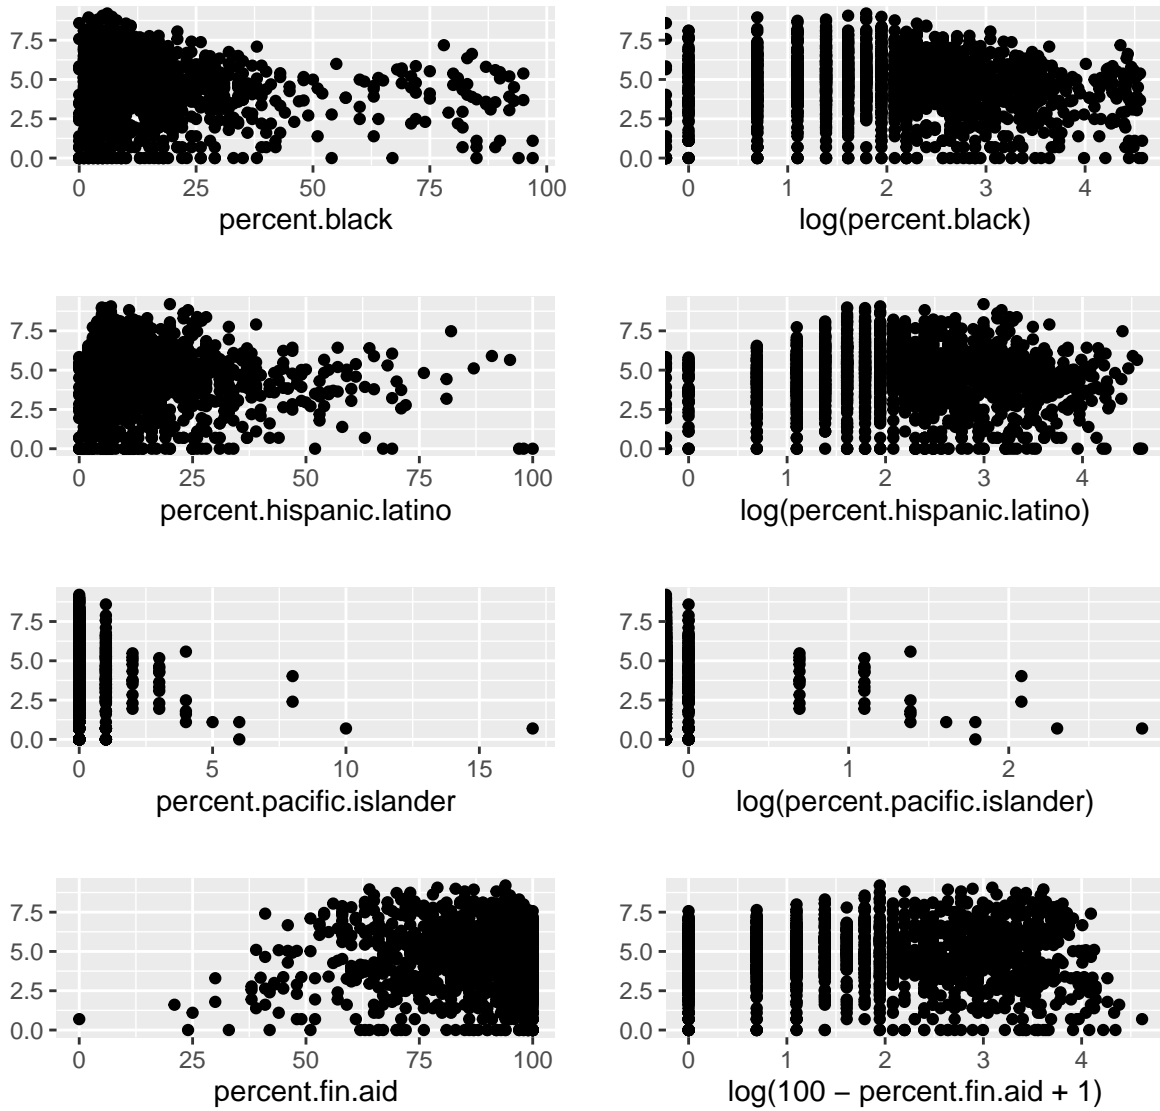 7.5 7.5
5.0 5.0
2.5 2.5
0.0 0.0
0 25 50 75 100 0 1 2 3 4
percent.black log(percent.black)
7.5 7.5
5.0 5.0
2.5 2.5
0.0 0.0
0 25 50 75 100 0 1 2 3 4
percent.hispanic.latino log(percent.hispanic.latino)
7.5 7.5
5.0 5.0
2.5 2.5
0.0 0.0
0 5 10 15 0 1 2
percent.pacific.islander log(percent.pacific.islander)
7.5 7.5
5.0 5.0
2.5 2.5
0.0 0.0
0 25 50 75 100 0 1 2 3 4
percent.fin.aid log(100 − percent.fin.aid + 1)